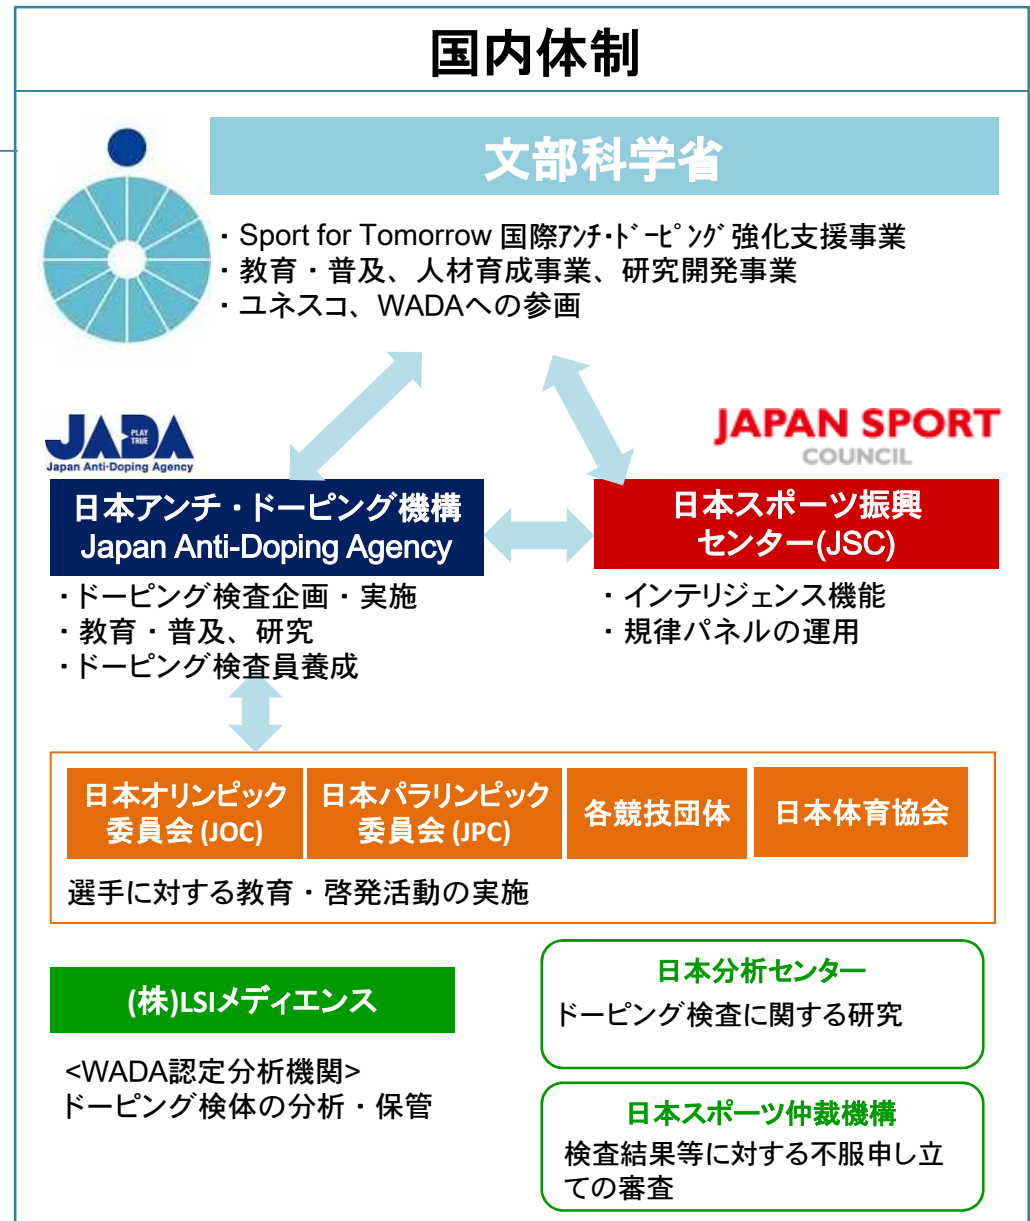 国内体制
文部科学省
・Sport for Tomorrow 国際ｱﾝﾁ・ﾄﾞｰﾋﾟﾝｸﾞ強化支援事業
・教育・普及、人材育成事業、研究開発事業
・ユネスコ、WADAへの参画
JADA
PLAY
TRUE
Japan Anti-Doping Agency
JAPAN SPORT
COUNCIL
日本アンチ・ドーピング機構
Japan Anti-Doping Agency
日本スポーツ振興
センター(JSC)
・ドーピング検査企画・実施
・教育・普及、研究
・ドーピング検査員養成
・インテリジェンス機能
・規律パネルの運用
日本オリンピック
委員会 (JOC)
日本パラリンピック
委員会 (JPC)
各競技団体
日本体育協会
選手に対する教育・啓発活動の実施
(株)LSIメディエンス
<WADA認定分析機関>
ドーピング検体の分析・保管
日本分析センター
ドーピング検査に関する研究
日本スポーツ仲裁機構
検査結果等に対する不服申し立
ての審査